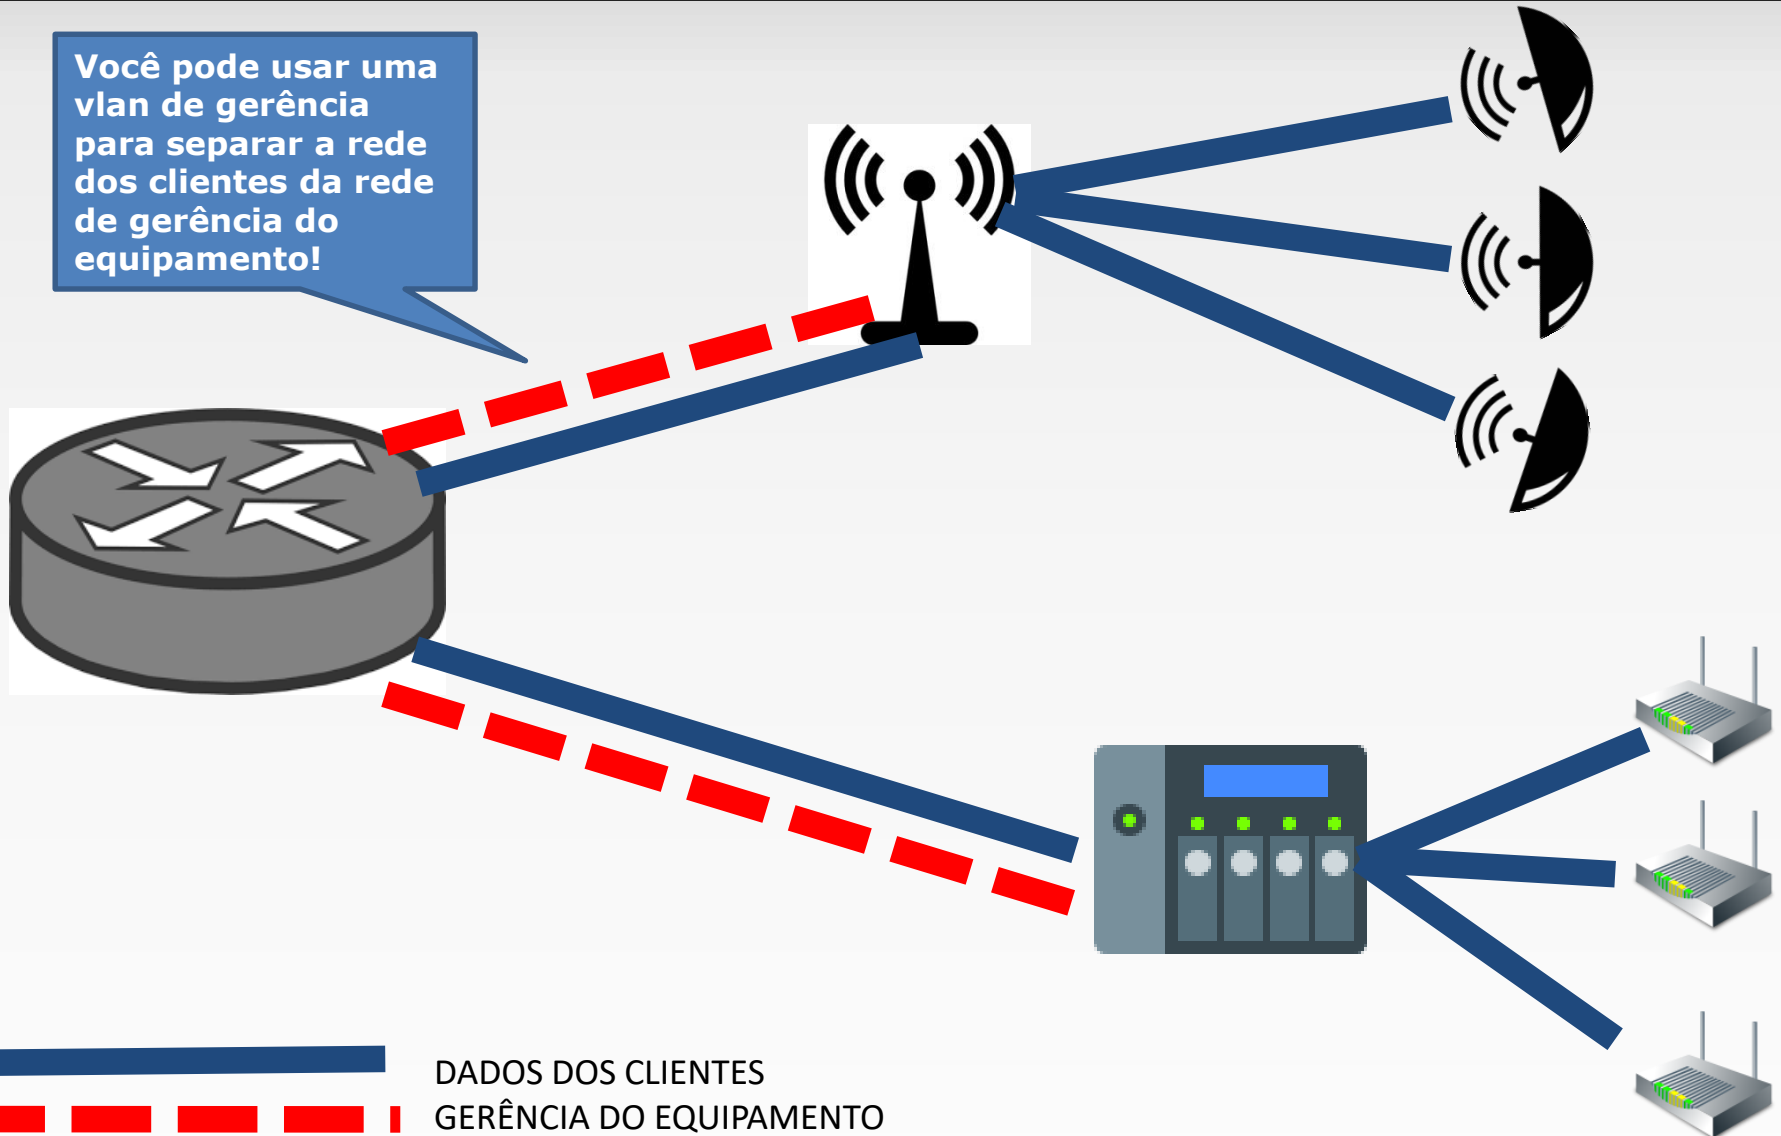 Você pode usar uma
vlan de gerência
para separar a rede
dos clientes da rede
de gerência do
equipamento!
DADOS DOS CLIENTES
GERÊNCIA DO EQUIPAMENTO